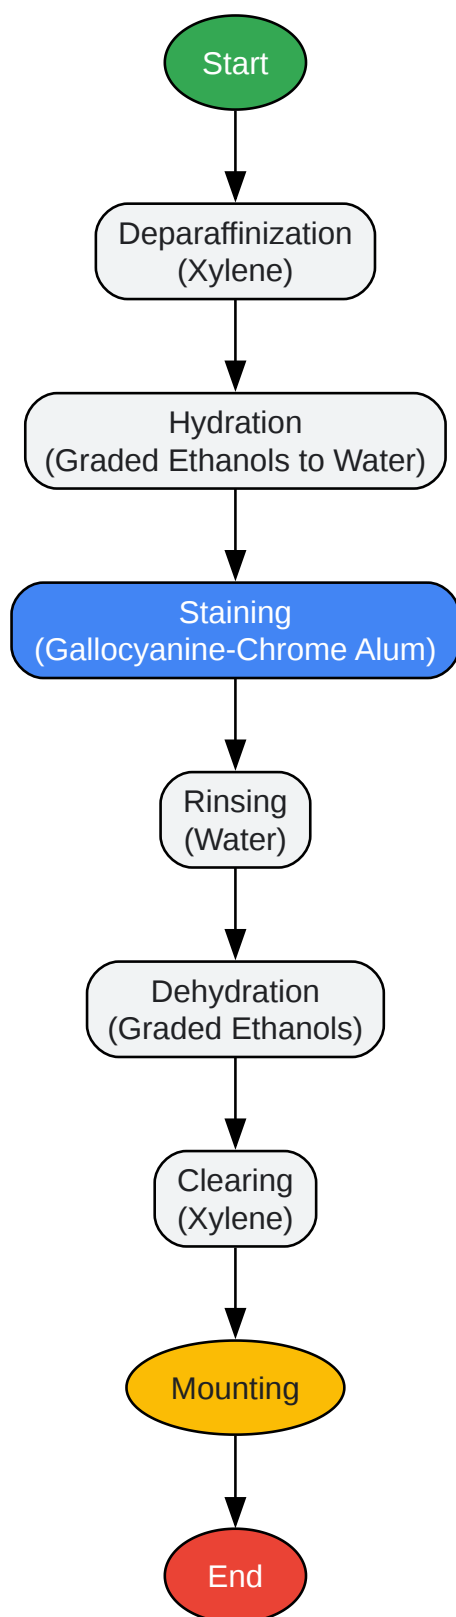 Start
Deparaffinization
(Xylene)
Hydration
(Graded Ethanols to Water)
Staining
(Gallocyanine-Chrome Alum)
Rinsing
(Water)
Dehydration
(Graded Ethanols)
Clearing
(Xylene)
Mounting
End